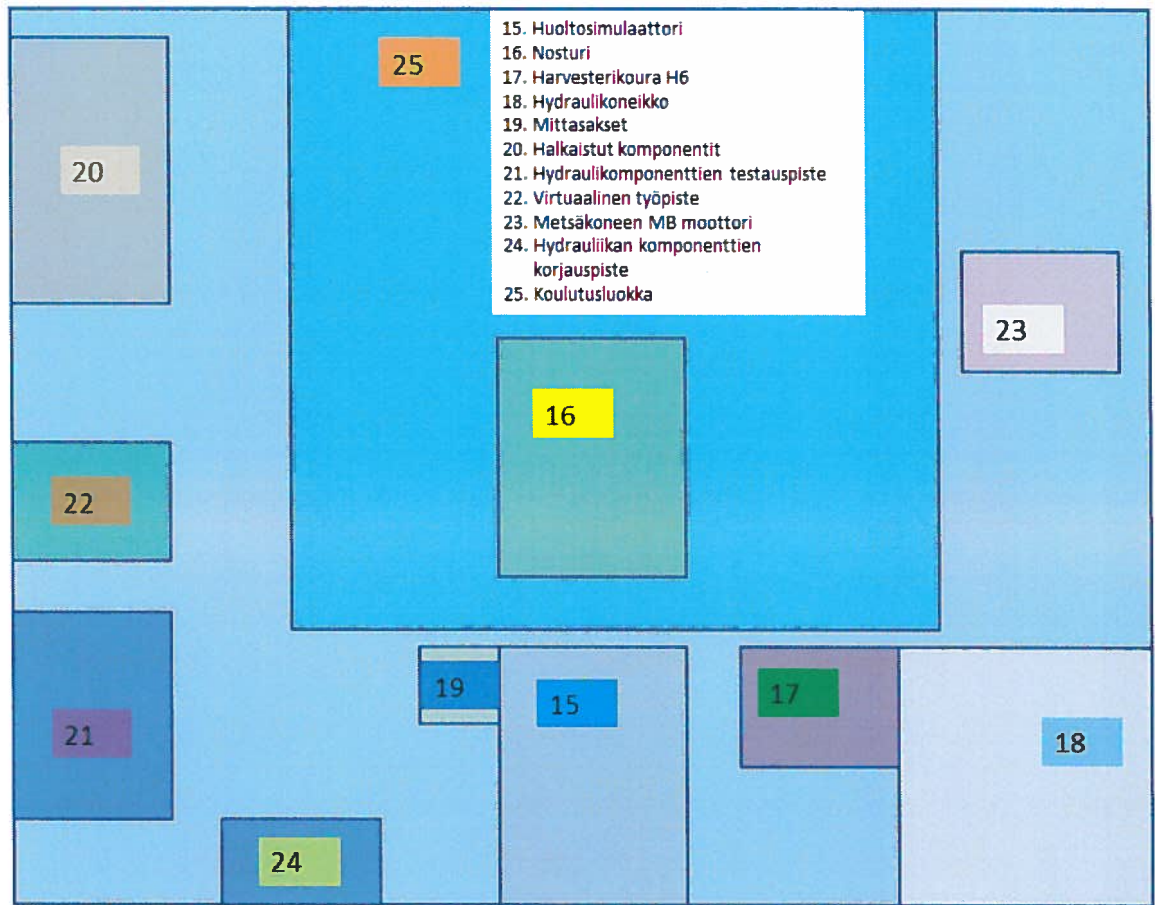 25
15. Huoltosimulaattori
16. Nosturi
17. Harvesterikoura H6
18. Hydraulikoneikko
19. Mittasakset
20. Halkaistut komponentit
21. Hydraulikomponenttien testauspiste
22. Virtuaalinen työpiste
23. Metsäkoneen MB moottori
24. Hydrauliikan komponenttien
korjauspiste
25. Koulutusluokka
20
23
16
22
19
15
17
21
18
24